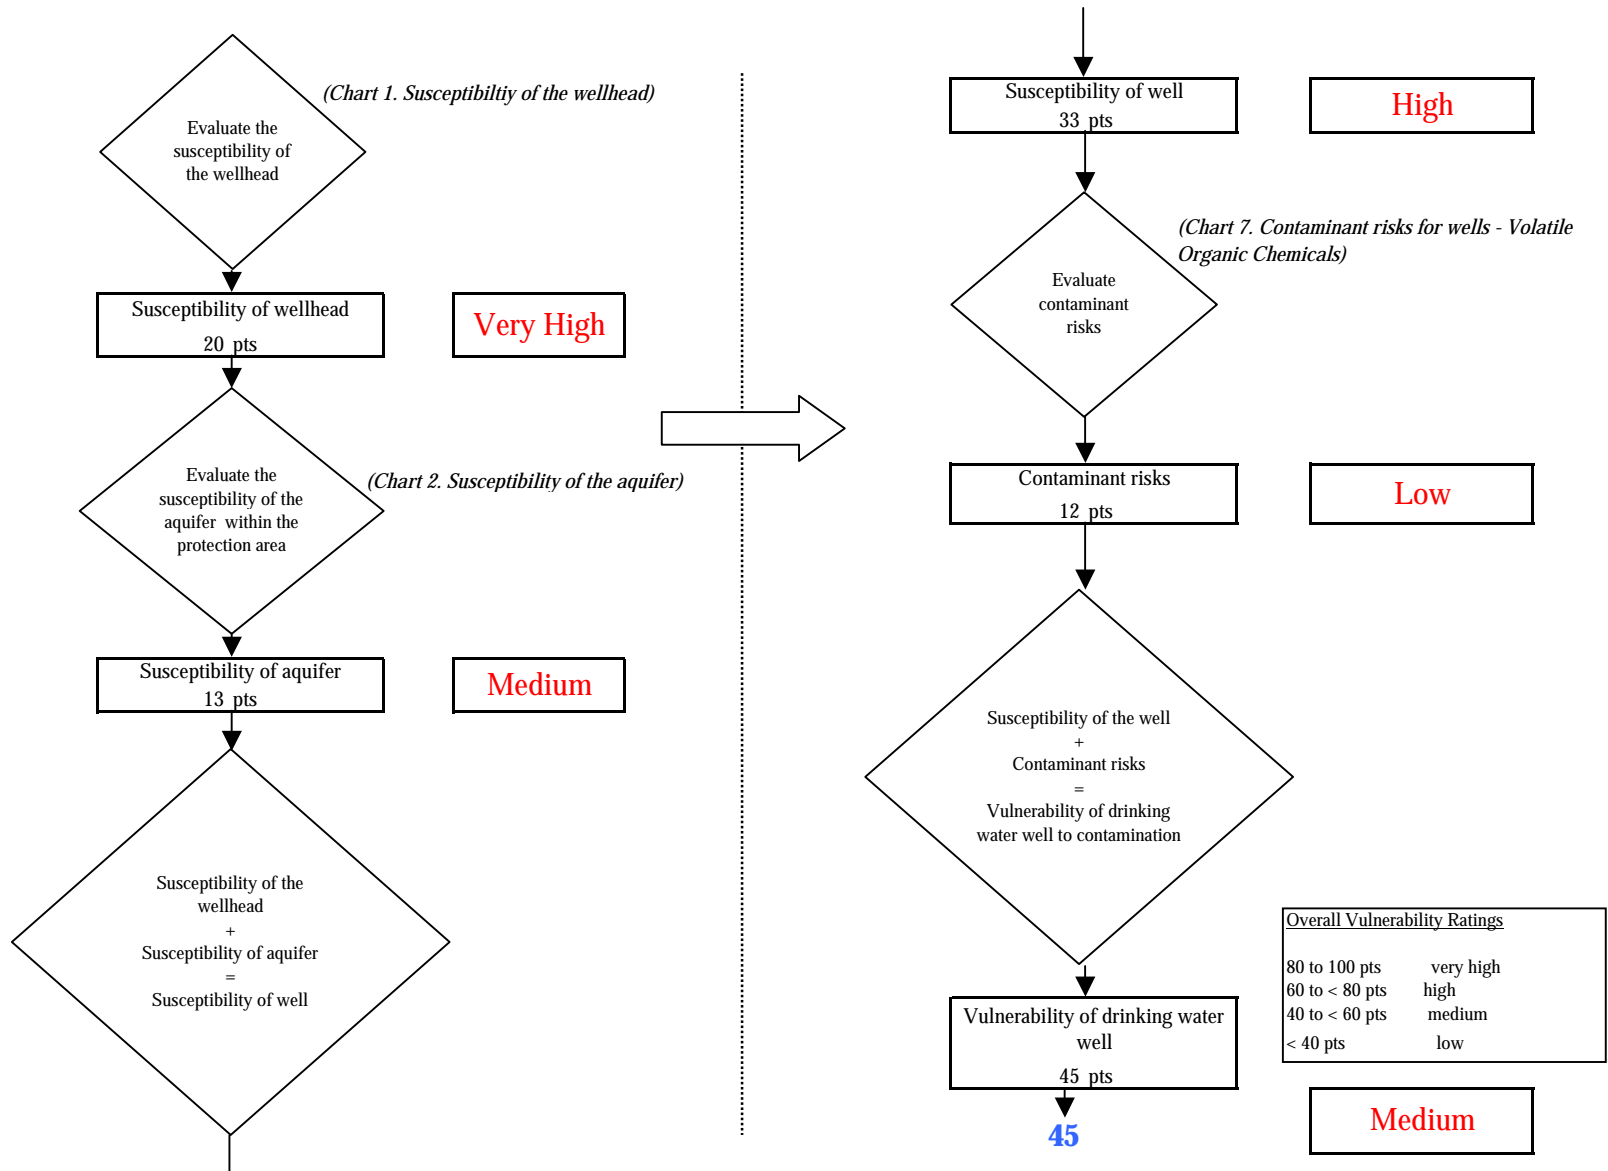 (Chart 1. Susceptibiltiy of the wellhead)
Evaluate the
susceptibility of
the wellhead
Susceptibility of wellhead
20 pts
Very High
Evaluate the
susceptibility of the
aquifer within the
protection area
(Chart 2. Susceptibility of the aquifer)
Susceptibility of aquifer
13 pts
Medium
Susceptibility of the
wellhead
+
Susceptibility of aquifer
=
Susceptibility of well
Susceptibility of well
33 pts
High
(Chart 7. Contaminant risks for wells - Volatile
Organic Chemicals)
Evaluate
contaminant
risks
Contaminant risks
12 pts
Low
Susceptibility of the well
+
Contaminant risks
=
Vulnerability of drinking
water well to contamination
Overall Vulnerability Ratings
80 to 100 pts very high
60 to < 80 pts high
40 to < 60 pts medium
< 40 pts low
Vulnerability of drinking water
well
45 pts
45
Medium